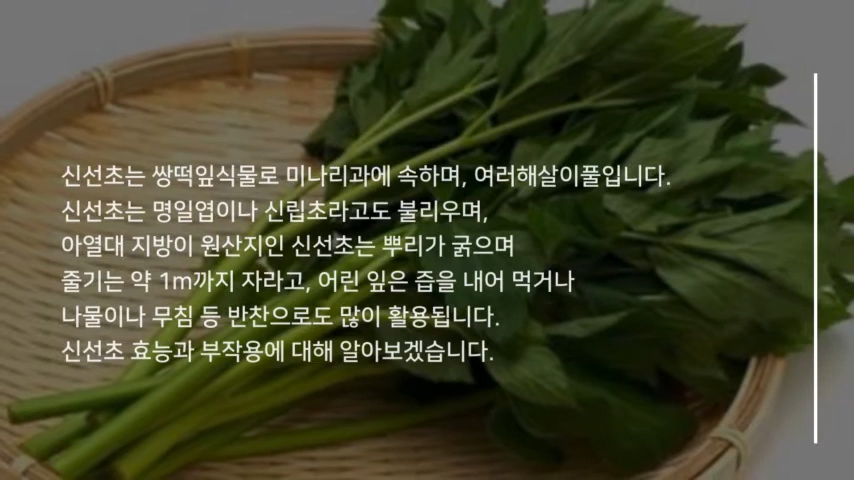 신선초는 쌍떡잎식물로 미나리과에 속하며, 여러해살이풀입니다.
신선초는 명일엽이나 신립초라고도 불리우며,
아열대 지방이 원산지인 신선초는 뿌리가 굵으며
줄기는 약 1m까지 자라고, 어린 잎은 즙을 내어 먹거나
나물이나 무침 등 반찬으로도 많이 활용됩니다.
신선초 효능과 부작용에 대해 알아보겠습니다.